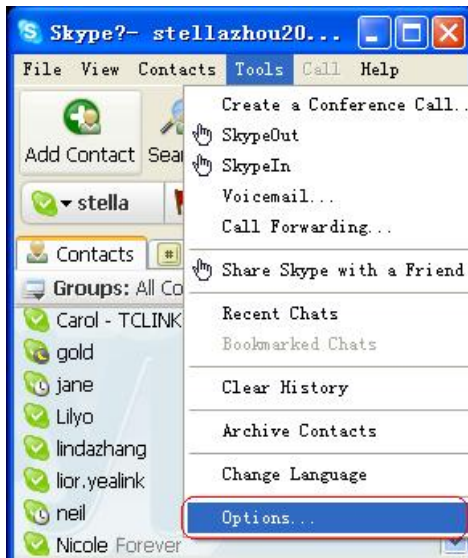 Skype?- stellazhou20...
File View Contacts Tools Call Help
Add Contact Sea
stella
Contacts
Groups: All Co
Carol - TCLINK
gold
jane
Lilyo
lindazhang
lior.yealink
neil
Nicole Forever
Create a Conference Call..
SkypeOut
SkypeIn
Voicemail...
Call Forwarding...
Share Skype with a Friend
Recent Chats
Bookmarked Chats
Clear History
Archive Contacts
Change Language
Options...